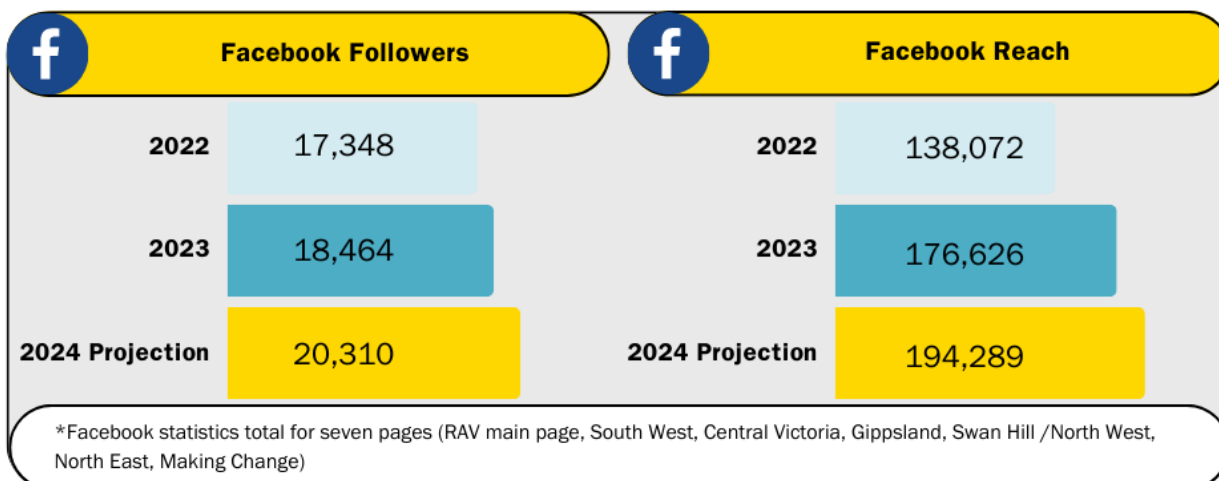 Facebook Followers
2022 17,348
2023 18,464
2024 Projection 20,310
Facebook Reach
2022 138,072
2023 176,626
2024 Projection 194,289
*Facebook statistics total for seven pages (RAV main page, South West, Central Victoria, Gippsland, Swan Hill /North West,
North East, Making Change)